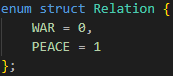 enum struct Relation {
    WAR = 0,
    PEACE = 1
};